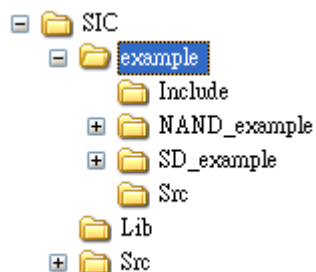 SIC
example
Include
NAND_example
SD_example
Src
Lib
Src